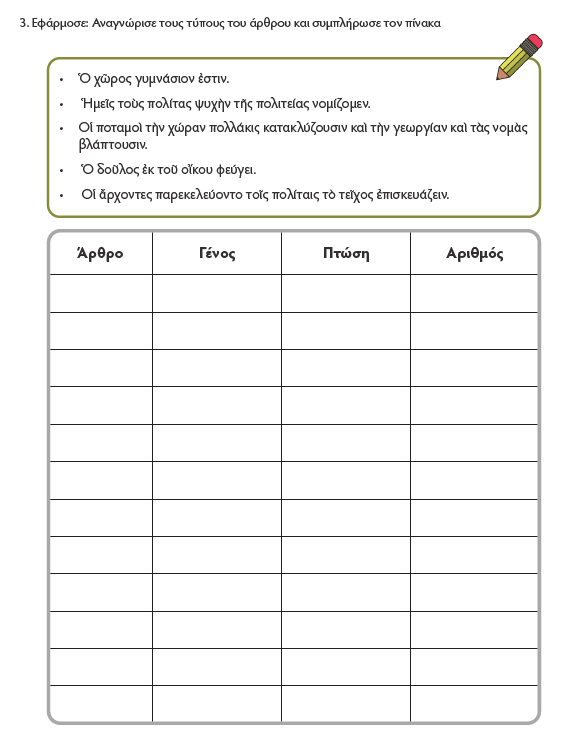 3. Εφάρμοσε: Αναγνώρισε τους τύπους του άρθρου και συμπλήρωσε τον πίνακα
• Ὁ χῶρος γυμνάσιον ἐστιν.
• Ἡμεῖς τοὺς πολίτας ψυχὴν τῆς πολιτείας νομίζομεν.
• Οἱ ποταμοὶ τὴν χώραν πολλάκις κατακλύζουσιν καὶ τὴν γεωργίαν καὶ τὰς νομὰς
βλάπτουσιν.
• Ὁ δοῦλος ἐκ τοῦ οἴκου φεύγει.
• Οἱ ἄρχοντες παρεκελεύοντο τοῖς πολίταις τὸ τεῖχος ἐπισκευάζειν.
Άρθρο Γένος Πτώση Αριθμός